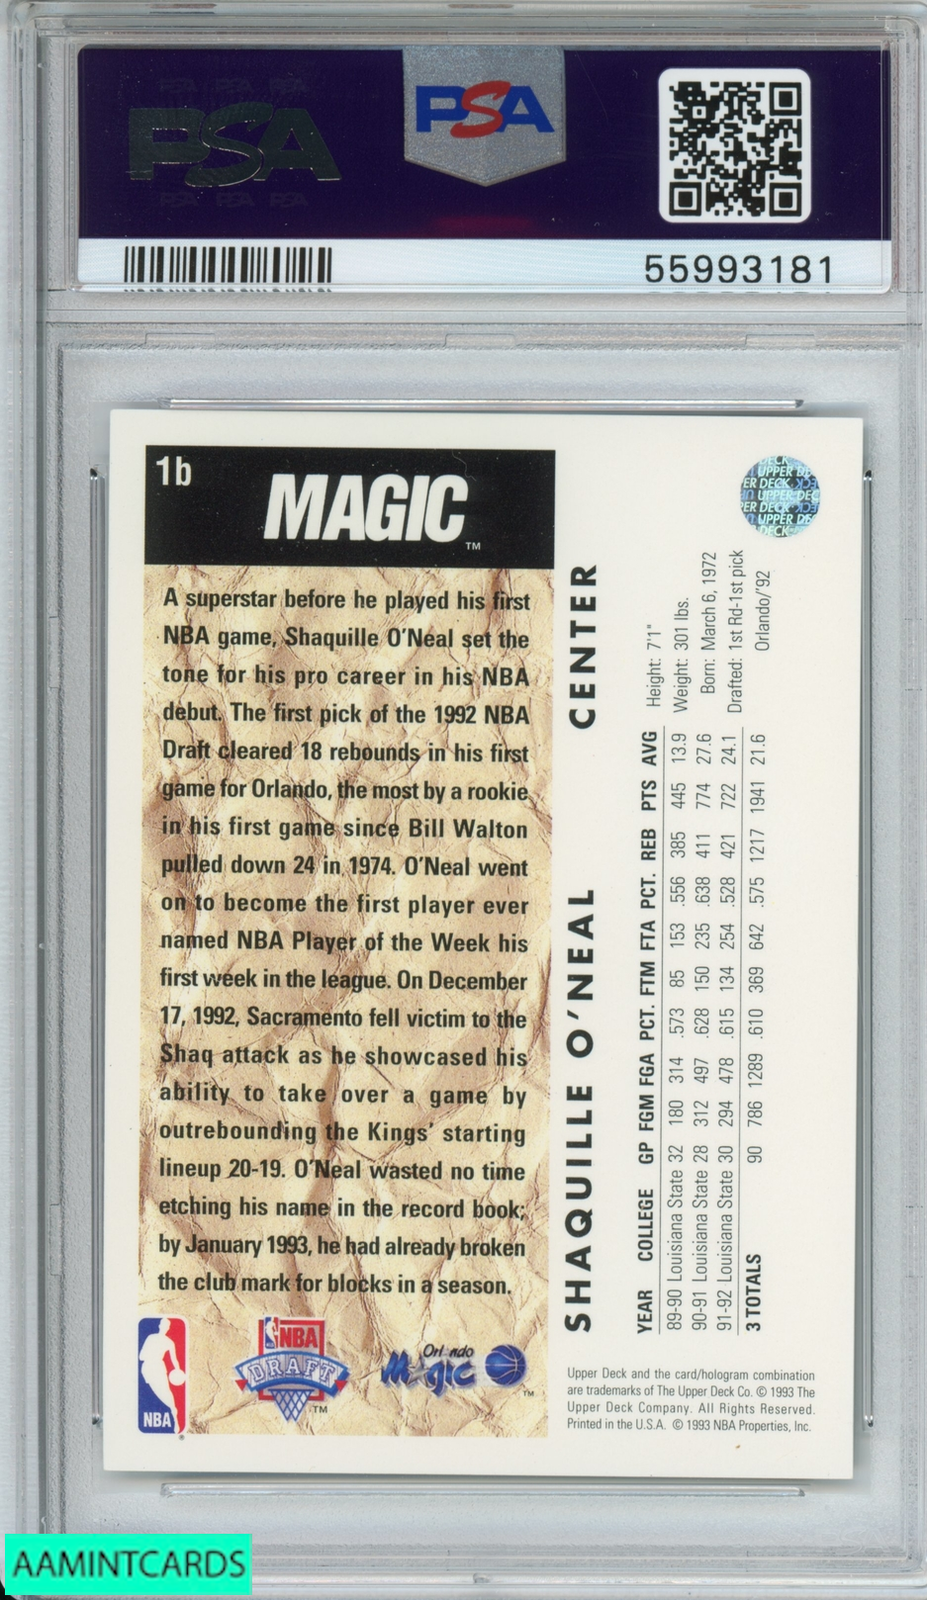 PSA PSA PSA
PSA
PSA PSA PSA
PSA
55993181
1b
MAGIC
TM
A superstar before he played his first
NBA game, Shaquille O'Neal set the
tone for his pro career in his NBA
debut. The first pick of the 1992 NBA
Draft cleared 18 rebounds in his first
game for Orlando, the most by a rookie
in his first game since Bill Walton
pulled down 24 in 1974. O'Neal went
on to become the first player ever
named NBA Player of the Week his
first week in the league. On December
17, 1992, Sacramento fell victim to the
Shaq attack as he showcased his
ability to take over a game by
outrebounding the Kings' starting
lineup 20-19. O'Neal wasted no time
etching his name in the record book;
by January 1993, he had already broken
the club mark for blocks in a season.
NBA
®
NBA
DRAFT
TM
Orlando
Magic
TM
SHAQUILLE O'NEAL CENTER
Height: 7'1"
Weight: 301 lbs.
Born: March 6, 1972
Drafted: 1st Rd-1st pick
Orlando/'92
YEAR COLLEGE GP FGM FGA PCT. FTM FTA PCT. REB PTS AVG
89-90 Louisiana State 32 180 314 .573 85 153 .556 385 445 13.9
90-91 Louisiana State 28 312 497 .628 150 235 .638 411 774 27.6
91-92 Louisiana State 30 294 478 .615 134 254 .528 421 722 24.1
3 TOTALS 90 786 1289 .610 369 642 .575 1217 1941 21.6
UPPER DECK
Upper Deck and the card/hologram combination
are trademarks of The Upper Deck Co. © 1993 The
Upper Deck Company. All Rights Reserved.
Printed in the U.S.A. © 1993 NBA Properties, Inc.
AAMINTCARDS